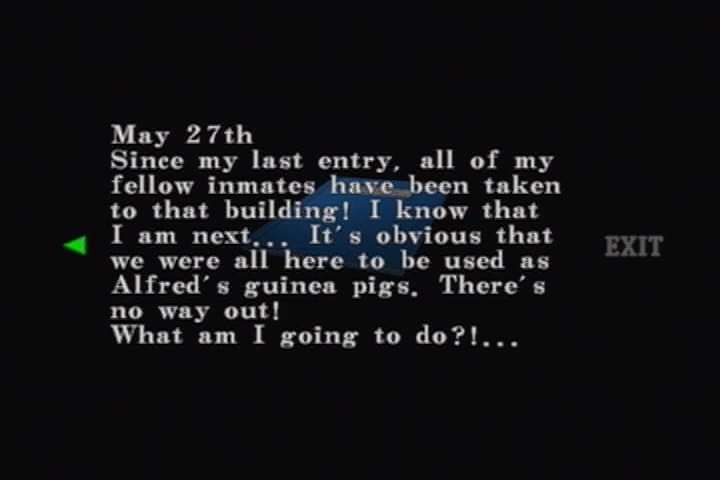 May 27th
Since my last entry, all of my
fellow inmates have been taken
to that building! I know that
I am next... It's obvious that
we were all here to be used as
Alfred's guinea pigs. There's
no way out!
What am I going to do?!...
EXIT